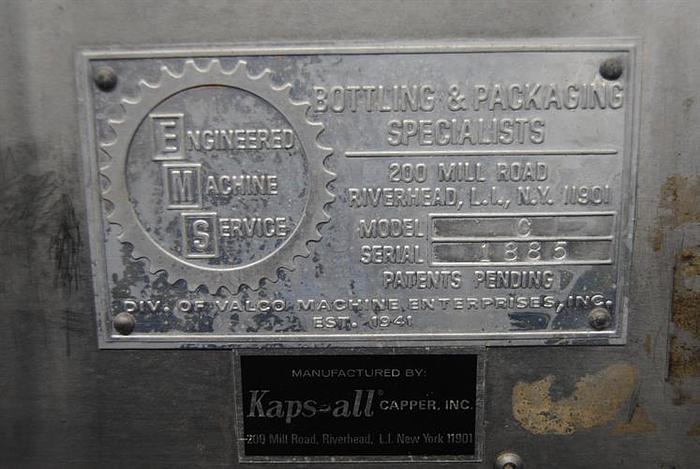 ENGINEERED
MACHINE
SERVICE
BOTTLING & PACKAGING
SPECIALISTS
200 MILL ROAD
RIVERHEAD, L.I., N.Y. 11901
MODEL C
SERIAL 1885
PATENTS PENDING
DIV. OF VALCO MACHINE ENTERPRISES, INC.
EST. 1941
MANUFACTURED BY:
Kaps-all® CAPPER, INC.
200 Mill Road, Riverhead, L.I. New York 11901